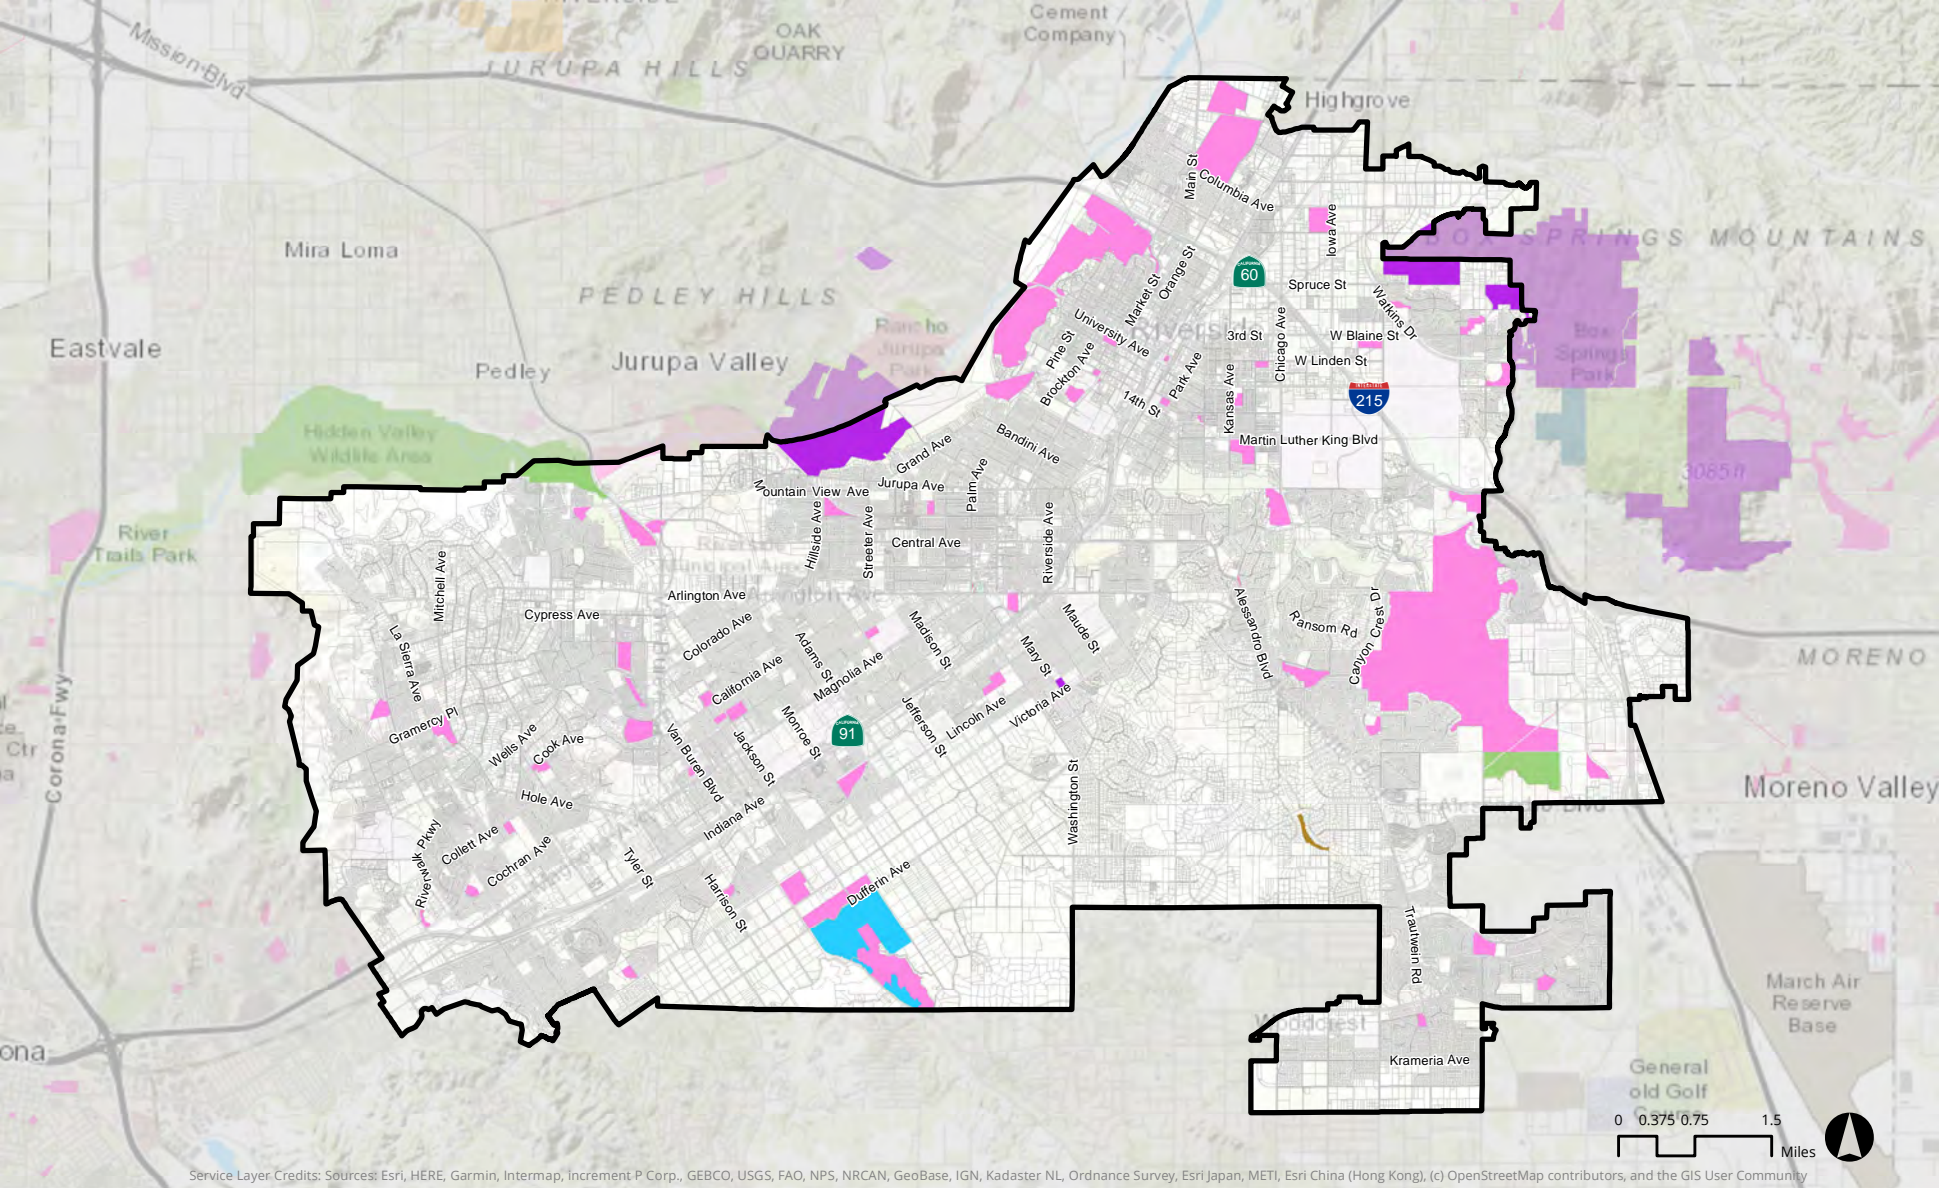 RIVERSIDE
Mission Blvd
OAK
QUARRY
Cement
Company
JURUPA HILLS
Highgrove
Main St
Columbia Ave
Iowa Ave
Mira Loma
BOX SPRINGS MOUNTAINS
PEDLEY HILLS
Orange St
Market St
60
Spruce St
Watkins Dr
Rancho
Jurupa
Park
University Ave
3rd St
Chicago Ave
W Blaine St
W Linden St
Box
Springs
Park
Eastvale
Jurupa Valley
Pedley
Pine St
Brockton Ave
Park Ave
14th St
Kansas Ave
INTERSTATE
215
Hidden Valley
Wildlife Area
Grand Ave
Bandini Ave
Martin Luther King Blvd
3085 ft
Mountain View Ave
Jurupa Ave
Palm Ave
River
Trails Park
Hillside Ave
Streeter Ave
Central Ave
Riverside Ave
Mitchell Ave
Cypress Ave
Arlington Ave
Colorado Ave
Adams St
Madison St
Maude St
Mary St
Alessandro Blvd
Ransom Rd
Canyon Crest Dr
La Sierra Ave
California Ave
Magnolia Ave
MORENO
Gramercy Pl
Wells Ave
Cook Ave
Van Buren Blvd
Jackson St
Monroe St
CALIFORNIA
91
Jefferson St
Lincoln Ave
Victoria Ave
Corona Fwy
Hole Ave
Indiana Ave
Washington St
Moreno Valley
Riverwalk Pkwy
Collett Ave
Cochran Ave
Tyler St
Harrison St
Dufferin Ave
Trautwein Rd
March Air
Reserve
Base
Woodcrest
Krameria Ave
ona
General
old Golf
Course
0 0.375 0.75 1.5
Miles
Service Layer Credits: Sources: Esri, HERE, Garmin, Intermap, increment P Corp., GEBCO, USGS, FAO, NPS, NRCAN, GeoBase, IGN, Kadaster NL, Ordnance Survey, Esri Japan, METI, Esri China (Hong Kong), (c) OpenStreetMap contributors, and the GIS User Community